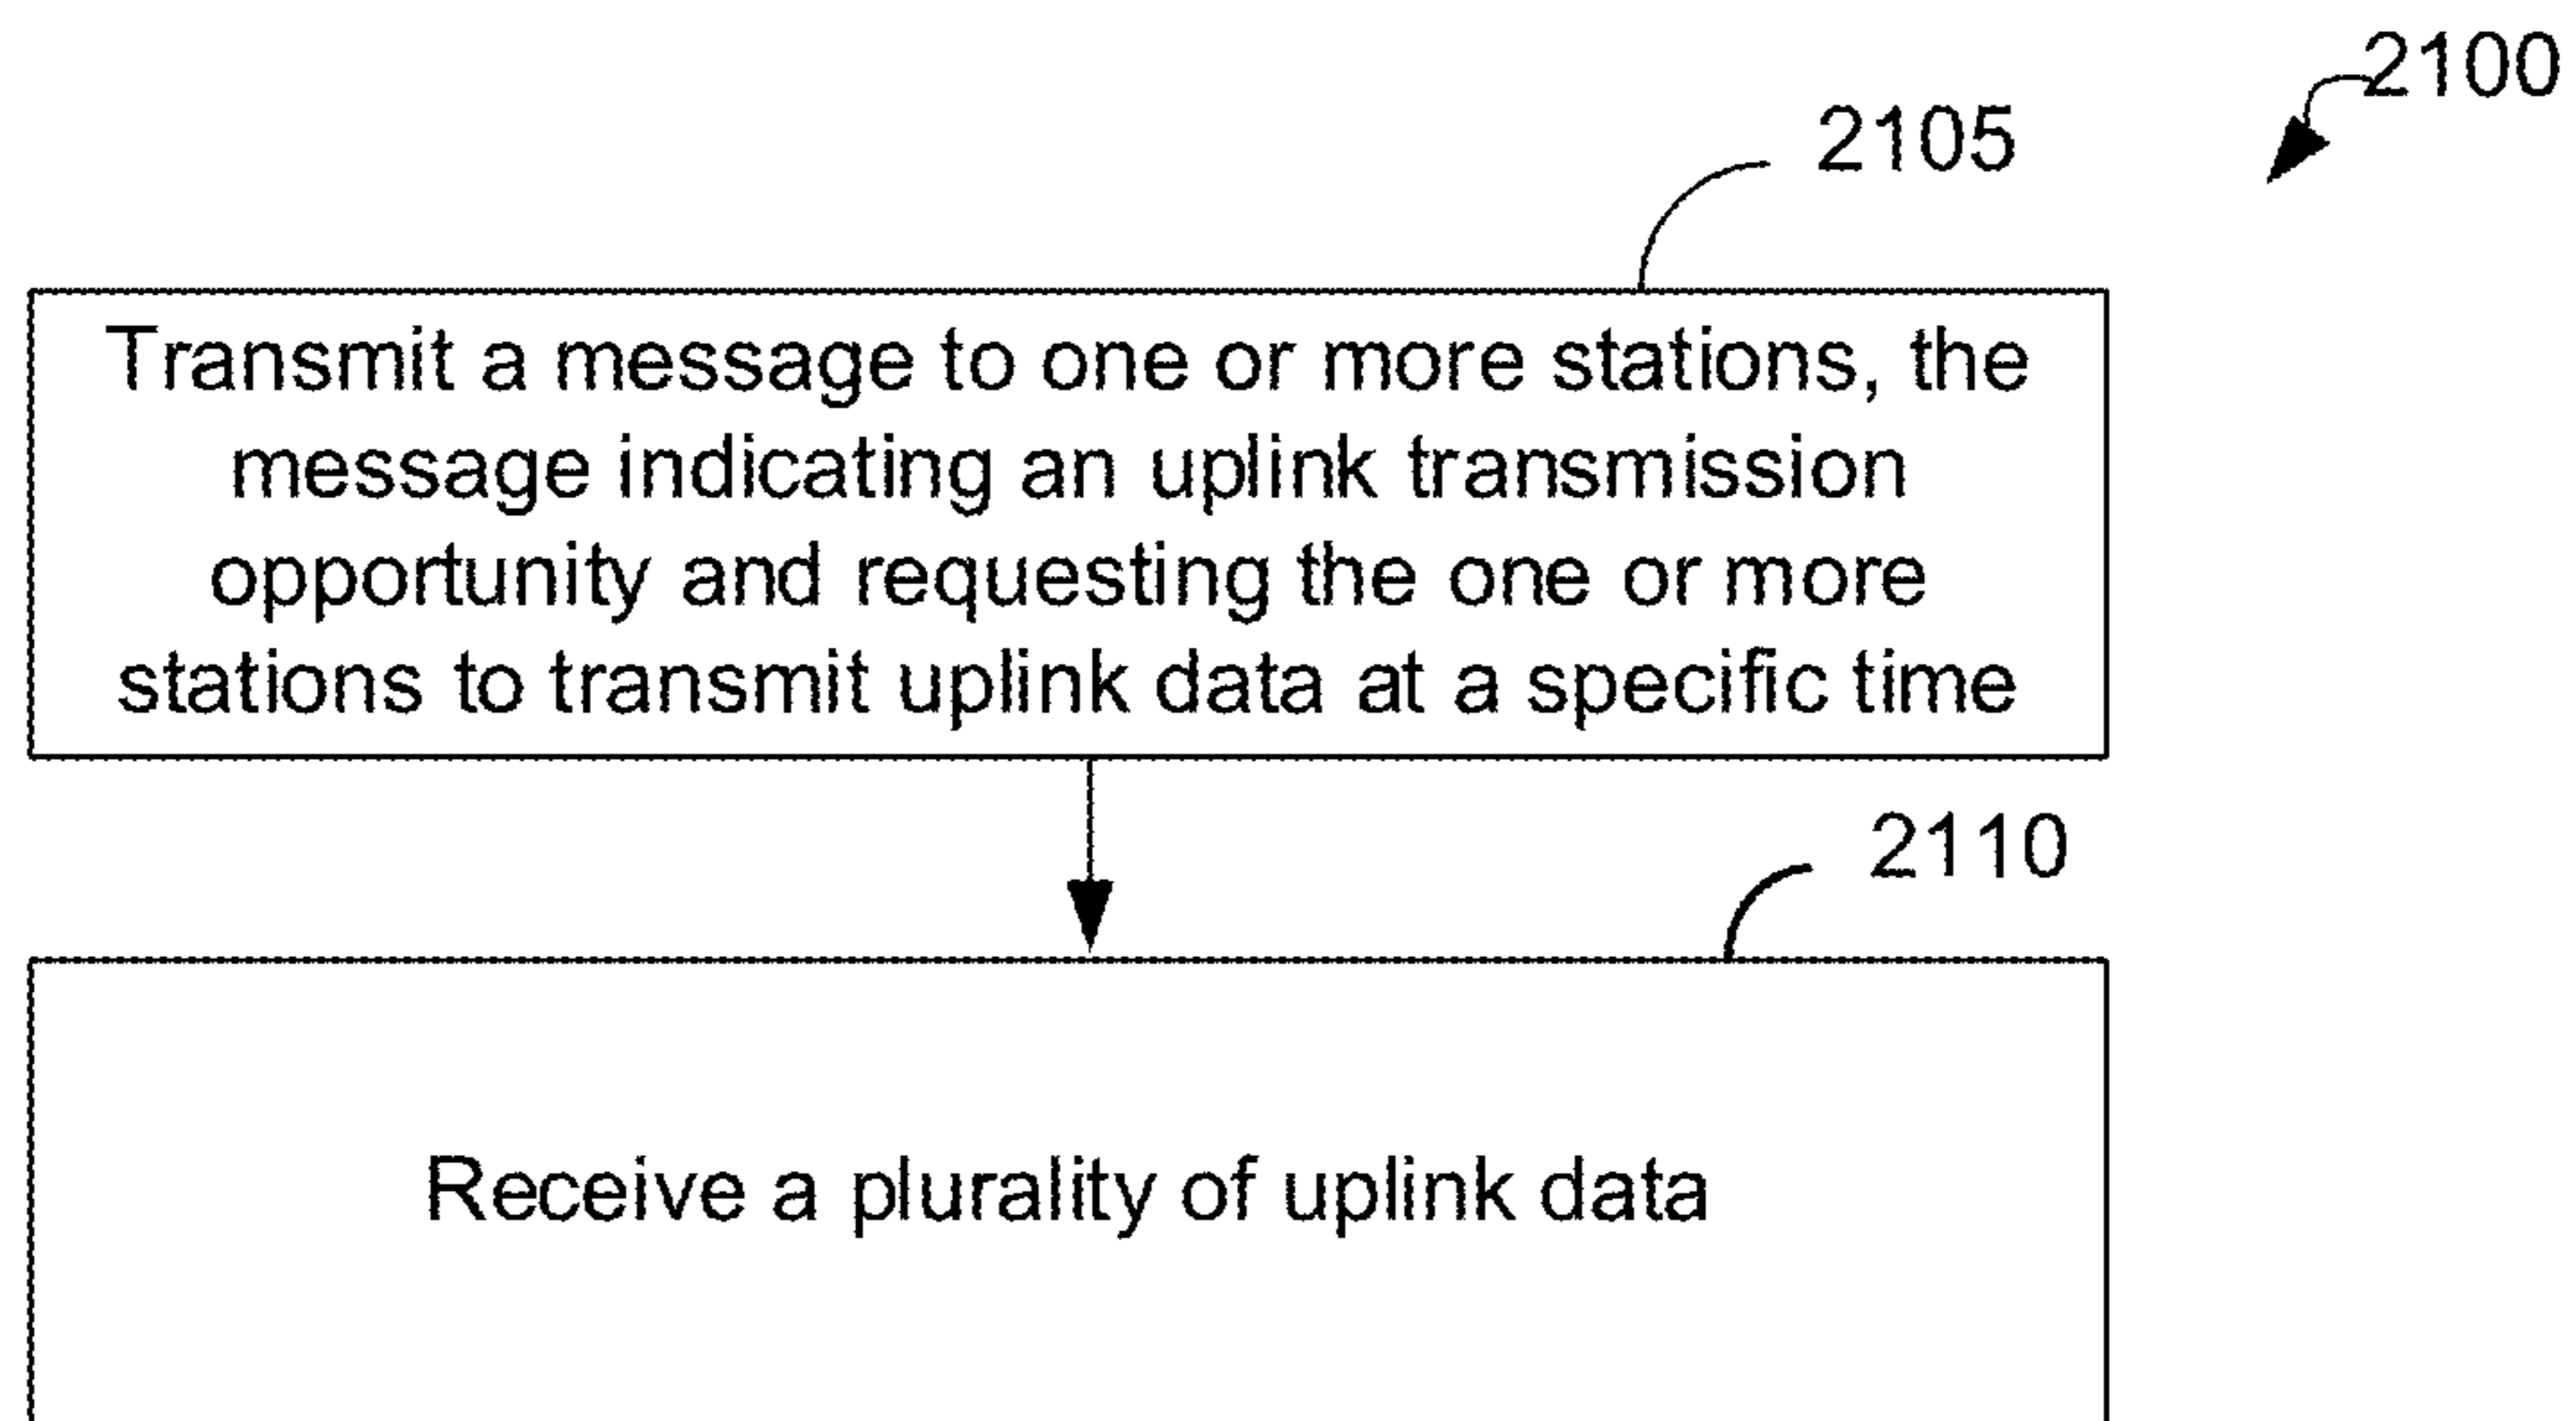 2100
2105
Transmit a message to one or more stations, the
message indicating an uplink transmission
opportunity and requesting the one or more
stations to transmit uplink data at a specific time
2110
Receive a plurality of uplink data